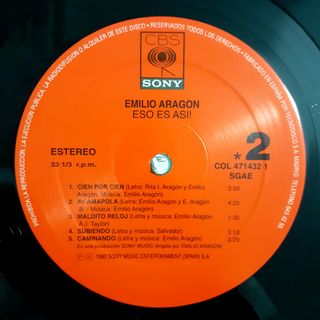 PROHIBIDA LA REPRODUCCION, LA EJECUCION PUBLICA, LA RADIODIFUSION O ALQUILER DE ESTE DISCO • RESERVADOS TODOS LOS DERECHOS • FABRICADO EN ESPAÑA POR TECNODISCO S.A. MADRID
CBS
SONY
EMILIO ARAGON
ESO ES ASI!
ESTEREO
33 1/3 r.p.m.
*2
COL 471432 1
SGAE
1. CIEN POR CIEN (Letra: Rita I. Aragón y Emilio Aragón. Música: Emilio Aragón) 3:50
2. AY AMAPOLA (Letra: Emilio Aragón y E. Aragón B. - Música: Emilio Aragón) 4:25
3. MALDITO RELOJ (Letra y música: Emilio Aragón/ A.J. Taylor) 1:30
4. SUBIENDO (Letra y música: Salvador) 3:13
5. CAMINANDO (Letra y música: Emilio Aragón) 3:29
Es una producción SONY MUSIC dirigida por EMILIO ARAGON
℗ © 1992 SONY MUSIC ENTERTAINMENT (SPAIN) S.A.